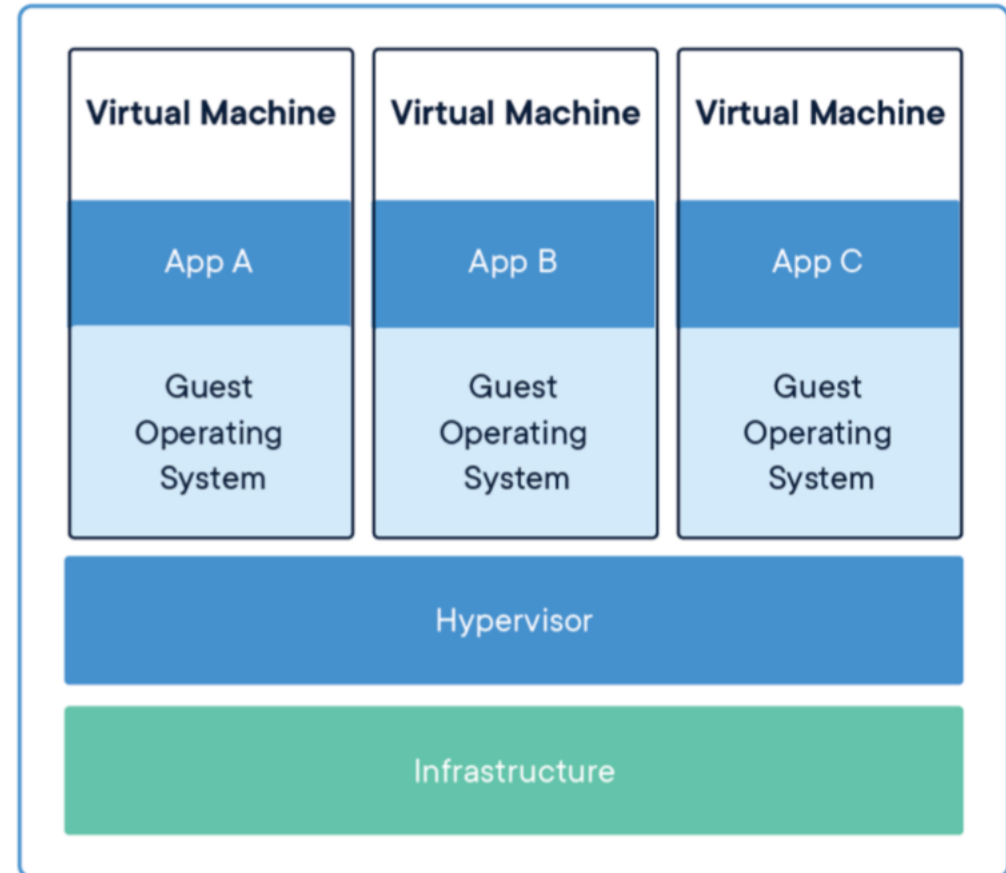 Virtual Machine
Virtual Machine
Virtual Machine
App A
App B
App C
Guest
Operating
System
Guest
Operating
System
Guest
Operating
System
Hypervisor
Infrastructure